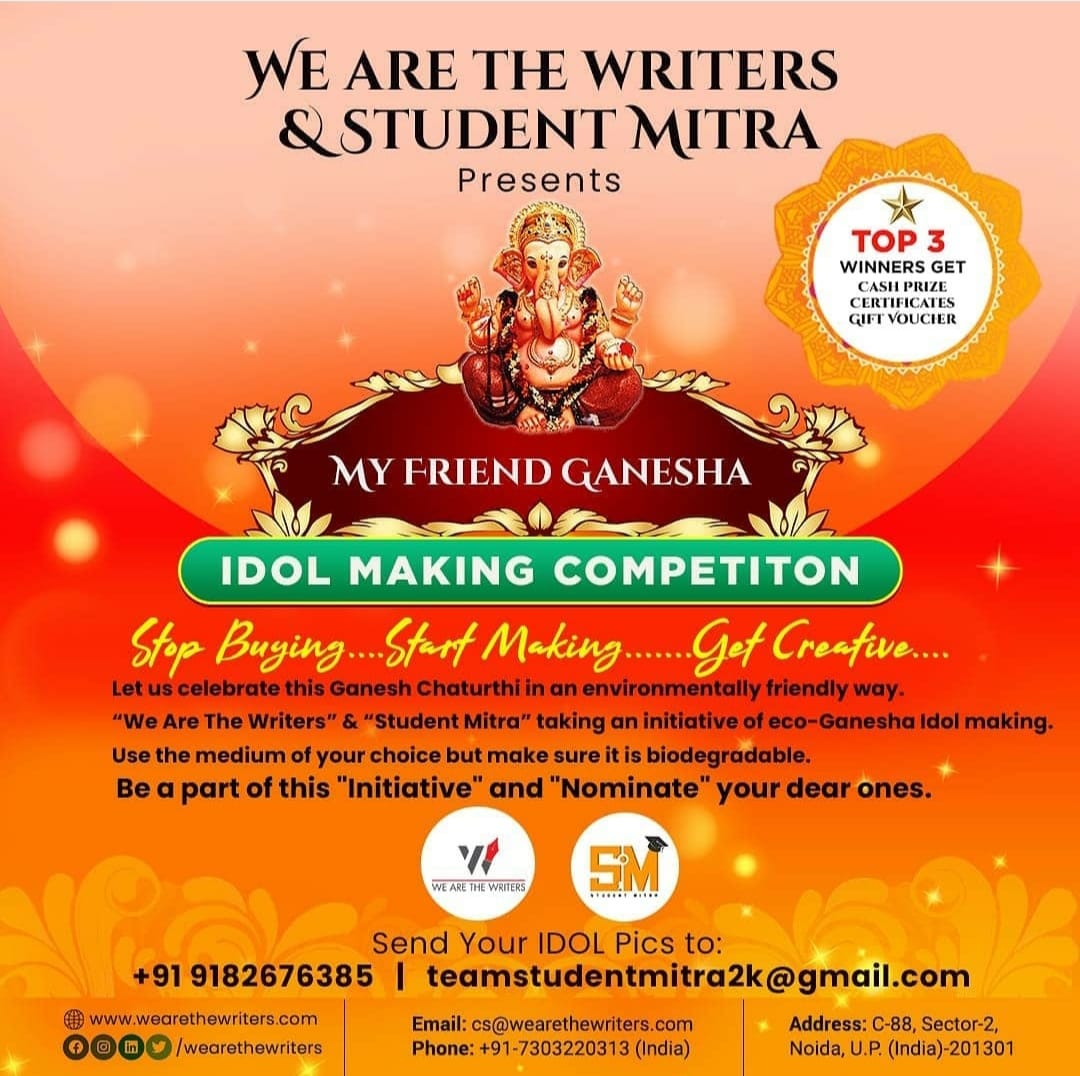 WE ARE THE WRITERS
& STUDENT MITRA
Presents
TOP 3
WINNERS GET
CASH PRIZE
CERTIFICATES
GIFT VOUCHER
MY FRIEND GANESHA
IDOL MAKING COMPETITON
Stop Buying....Start Making.......Get Creative....
Let us celebrate this Ganesh Chaturthi in an environmentally friendly way.
“We Are The Writers” & “Student Mitra” taking an initiative of eco-Ganesha Idol making.
Use the medium of your choice but make sure it is biodegradable.
Be a part of this "Initiative" and "Nominate" your dear ones.
W
WE ARE THE WRITERS
S M
STUDENT MITRA
Send Your IDOL Pics to:
+91 9182676385 | teamstudentmitra2k@gmail.com
www.wearethewriters.com
/wearethewriters
Email: cs@wearethewriters.com
Phone: +91-7303220313 (India)
Address: C-88, Sector-2,
Noida, U.P. (India)-201301